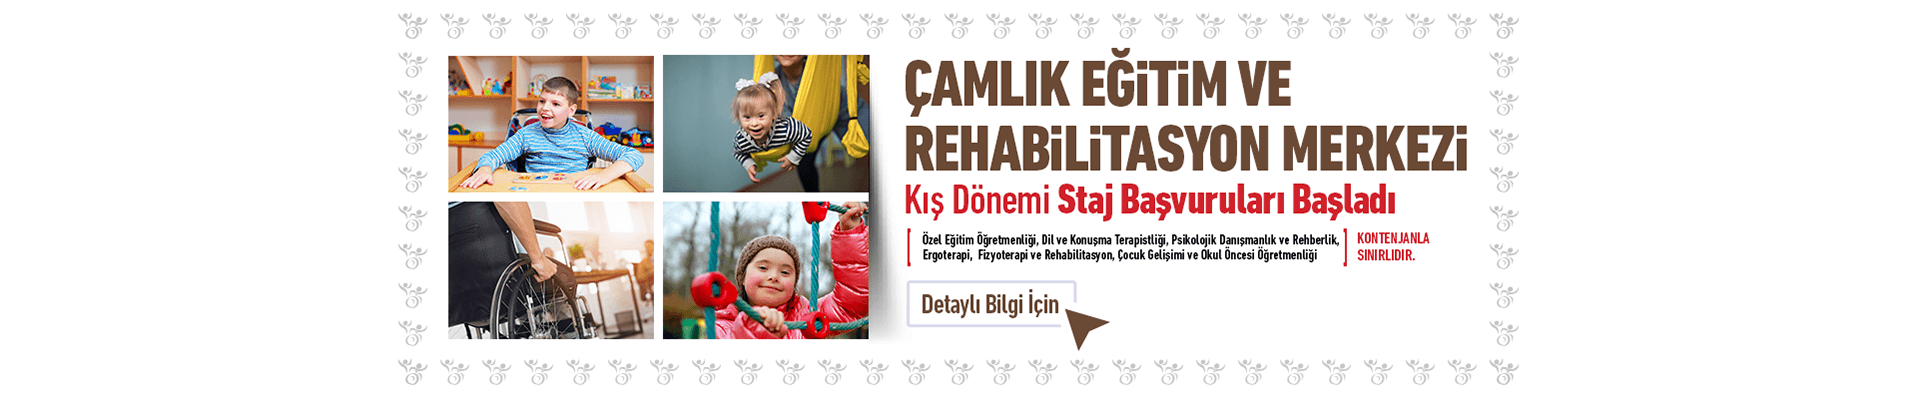 ÇAMLIK EĞİTİM VE
REHABİLİTASYON MERKEZİ
Kış Dönemi Staj Başvuruları Başladı
Özel Eğitim Öğretmenliği, Dil ve Konuşma Terapistliği, Psikolojik Danışmanlık ve Rehberlik,
Ergoterapi, Fizyoterapi ve Rehabilitasyon, Çocuk Gelişimi ve Okul Öncesi Öğretmenliği
KONTENJANLA
SINIRLIDIR.
Detaylı Bilgi İçin